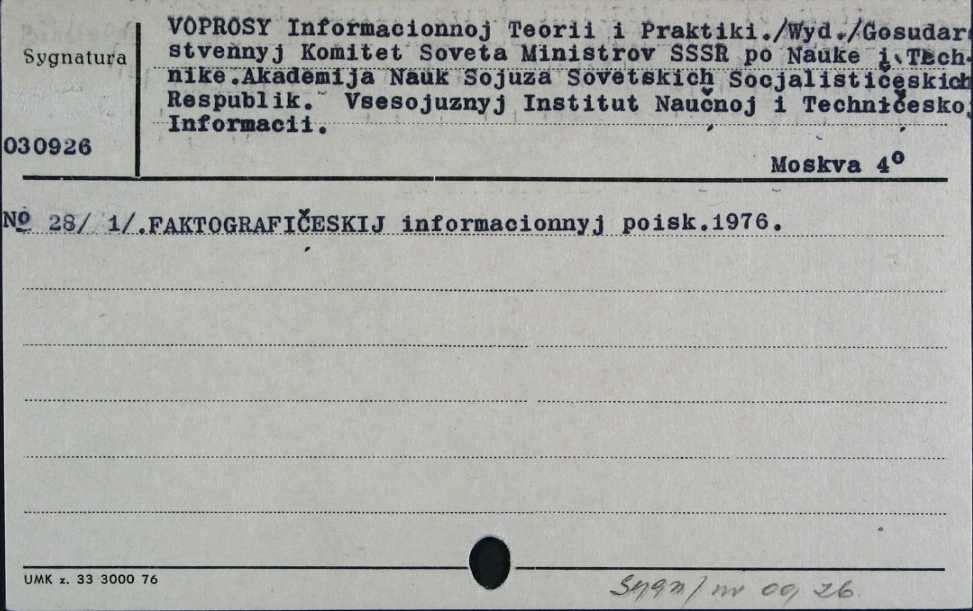 VOPROSY Informacionnoj Teorii i Praktiki./Wyd./Gosudar
Sygnatura
stvennyj Komitet Soveta Ministrov SSSR po Nauke i Tech-
nike.Akademija Nauk Sojuza Sovetskich Socjalističeskich
Respublik. Vsesojuznyj Institut Naučnoj i Techničesko
Informacii.
030926
Moskva 4º
Nº 28/ 1/.FAKTOGRAFIČESKIJ informacionnyj poisk.1976.
UMK z. 33 3000 76